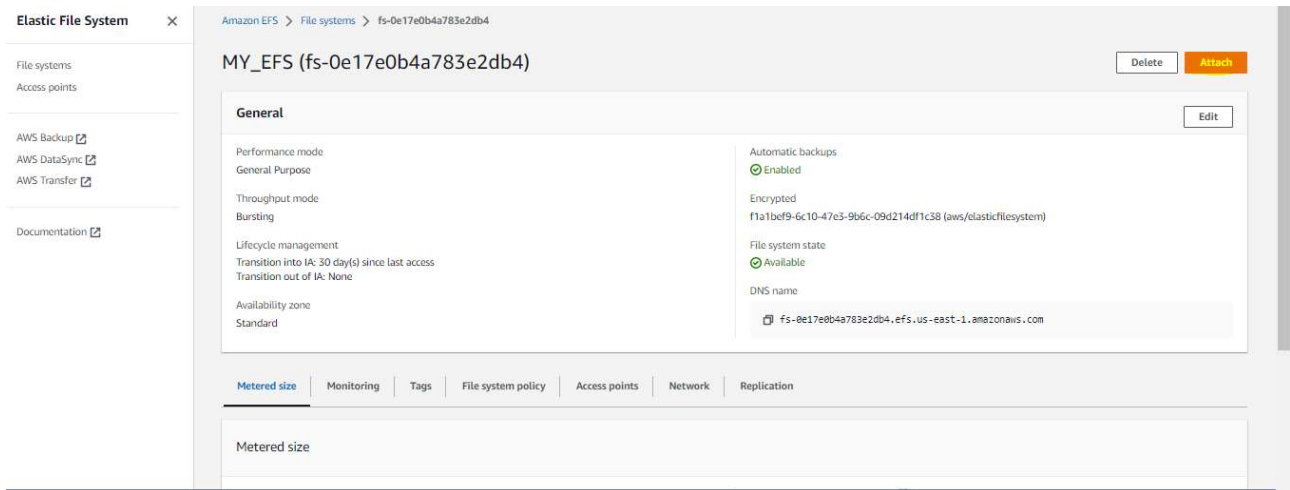 Elastic File System
File systems
Access points
AWS Backup
AWS DataSync
AWS Transfer
Documentation
Amazon EFS > File systems > fs-0e17e0b4a783e2db4
MY_EFS (fs-0e17e0b4a783e2db4)
Delete
Attach
General
Edit
Performance mode
General Purpose
Throughput mode
Bursting
Lifecycle management
Transition into IA: 30 day(s) since last access
Transition out of IA: None
Availability zone
Standard
Automatic backups
Enabled
Encrypted
f1a1bef9-6c10-47e3-9b6c-09d214df1c38 (aws/elasticfilesystem)
File system state
Available
DNS name
fs-0e17e0b4a783e2db4.efs.us-east-1.amazonaws.com
Metered size
Monitoring
Tags
File system policy
Access points
Network
Replication
Metered size